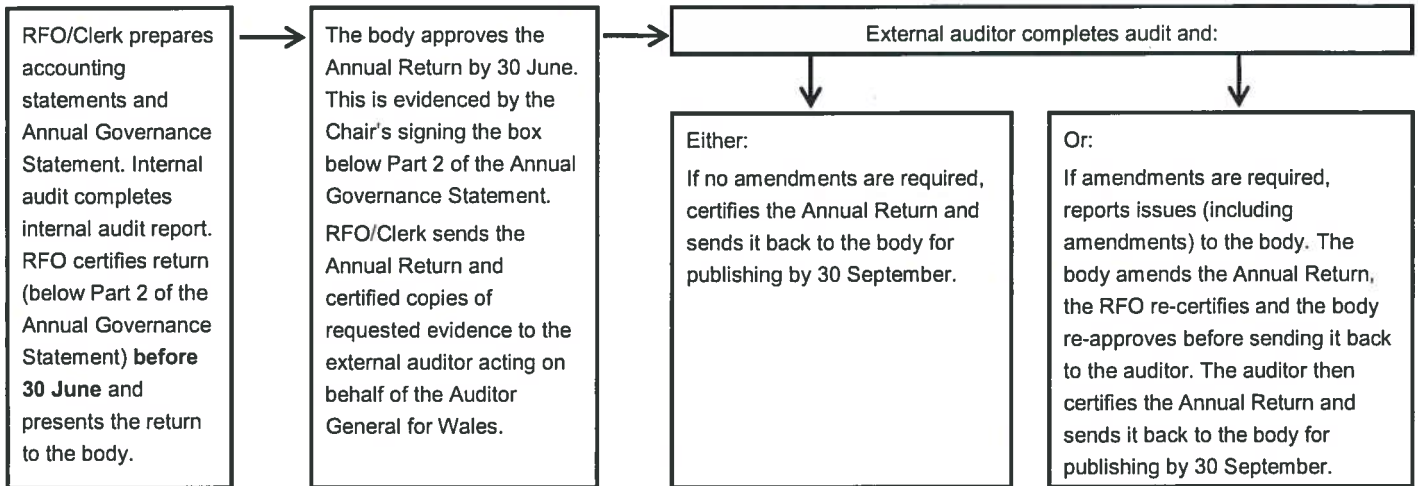 RFO/Clerk prepares
accounting
statements and
Annual Governance
Statement. Internal
audit completes
internal audit report.
RFO certifies return
(below Part 2 of the
Annual Governance
Statement) before
30 June and
presents the return
to the body.
The body approves the
Annual Return by 30 June.
This is evidenced by the
Chair's signing the box
below Part 2 of the Annual
Governance Statement.
RFO/Clerk sends the
Annual Return and
certified copies of
requested evidence to the
external auditor acting on
behalf of the Auditor
General for Wales.
External auditor completes audit and:
Either:
If no amendments are required,
certifies the Annual Return and
sends it back to the body for
publishing by 30 September.
Or:
If amendments are required,
reports issues (including
amendments) to the body. The
body amends the Annual Return,
the RFO re-certifies and the body
re-approves before sending it back
to the auditor. The auditor then
certifies the Annual Return and
sends it back to the body for
publishing by 30 September.